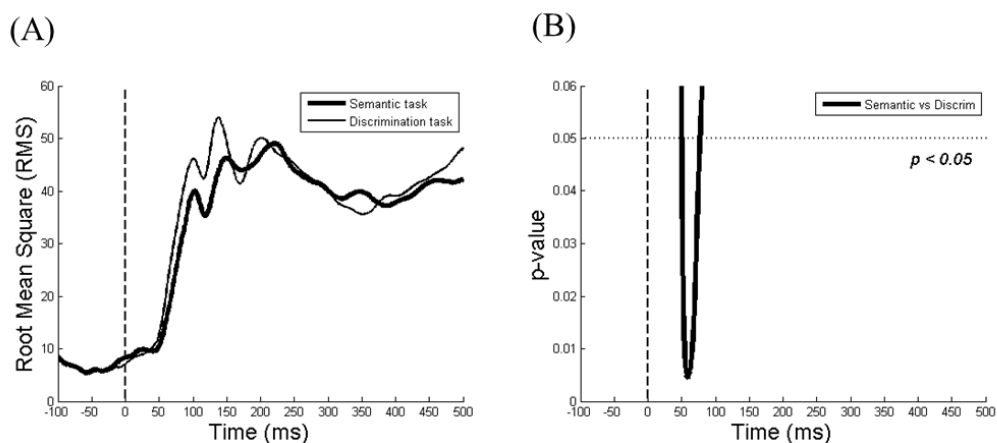 (A)
60
50
40
30
20
10
0
Root Mean Square (RMS)
Semantic task
Discrimination task
-100 -50 0 50 100 150 200 250 300 350 400 450 500
Time (ms)
(B)
0.06
0.05
0.04
0.03
0.02
0.01
0
p-value
Semantic vs Discrim
p < 0.05
-100 -50 0 50 100 150 200 250 300 350 400 450 500
Time (ms)